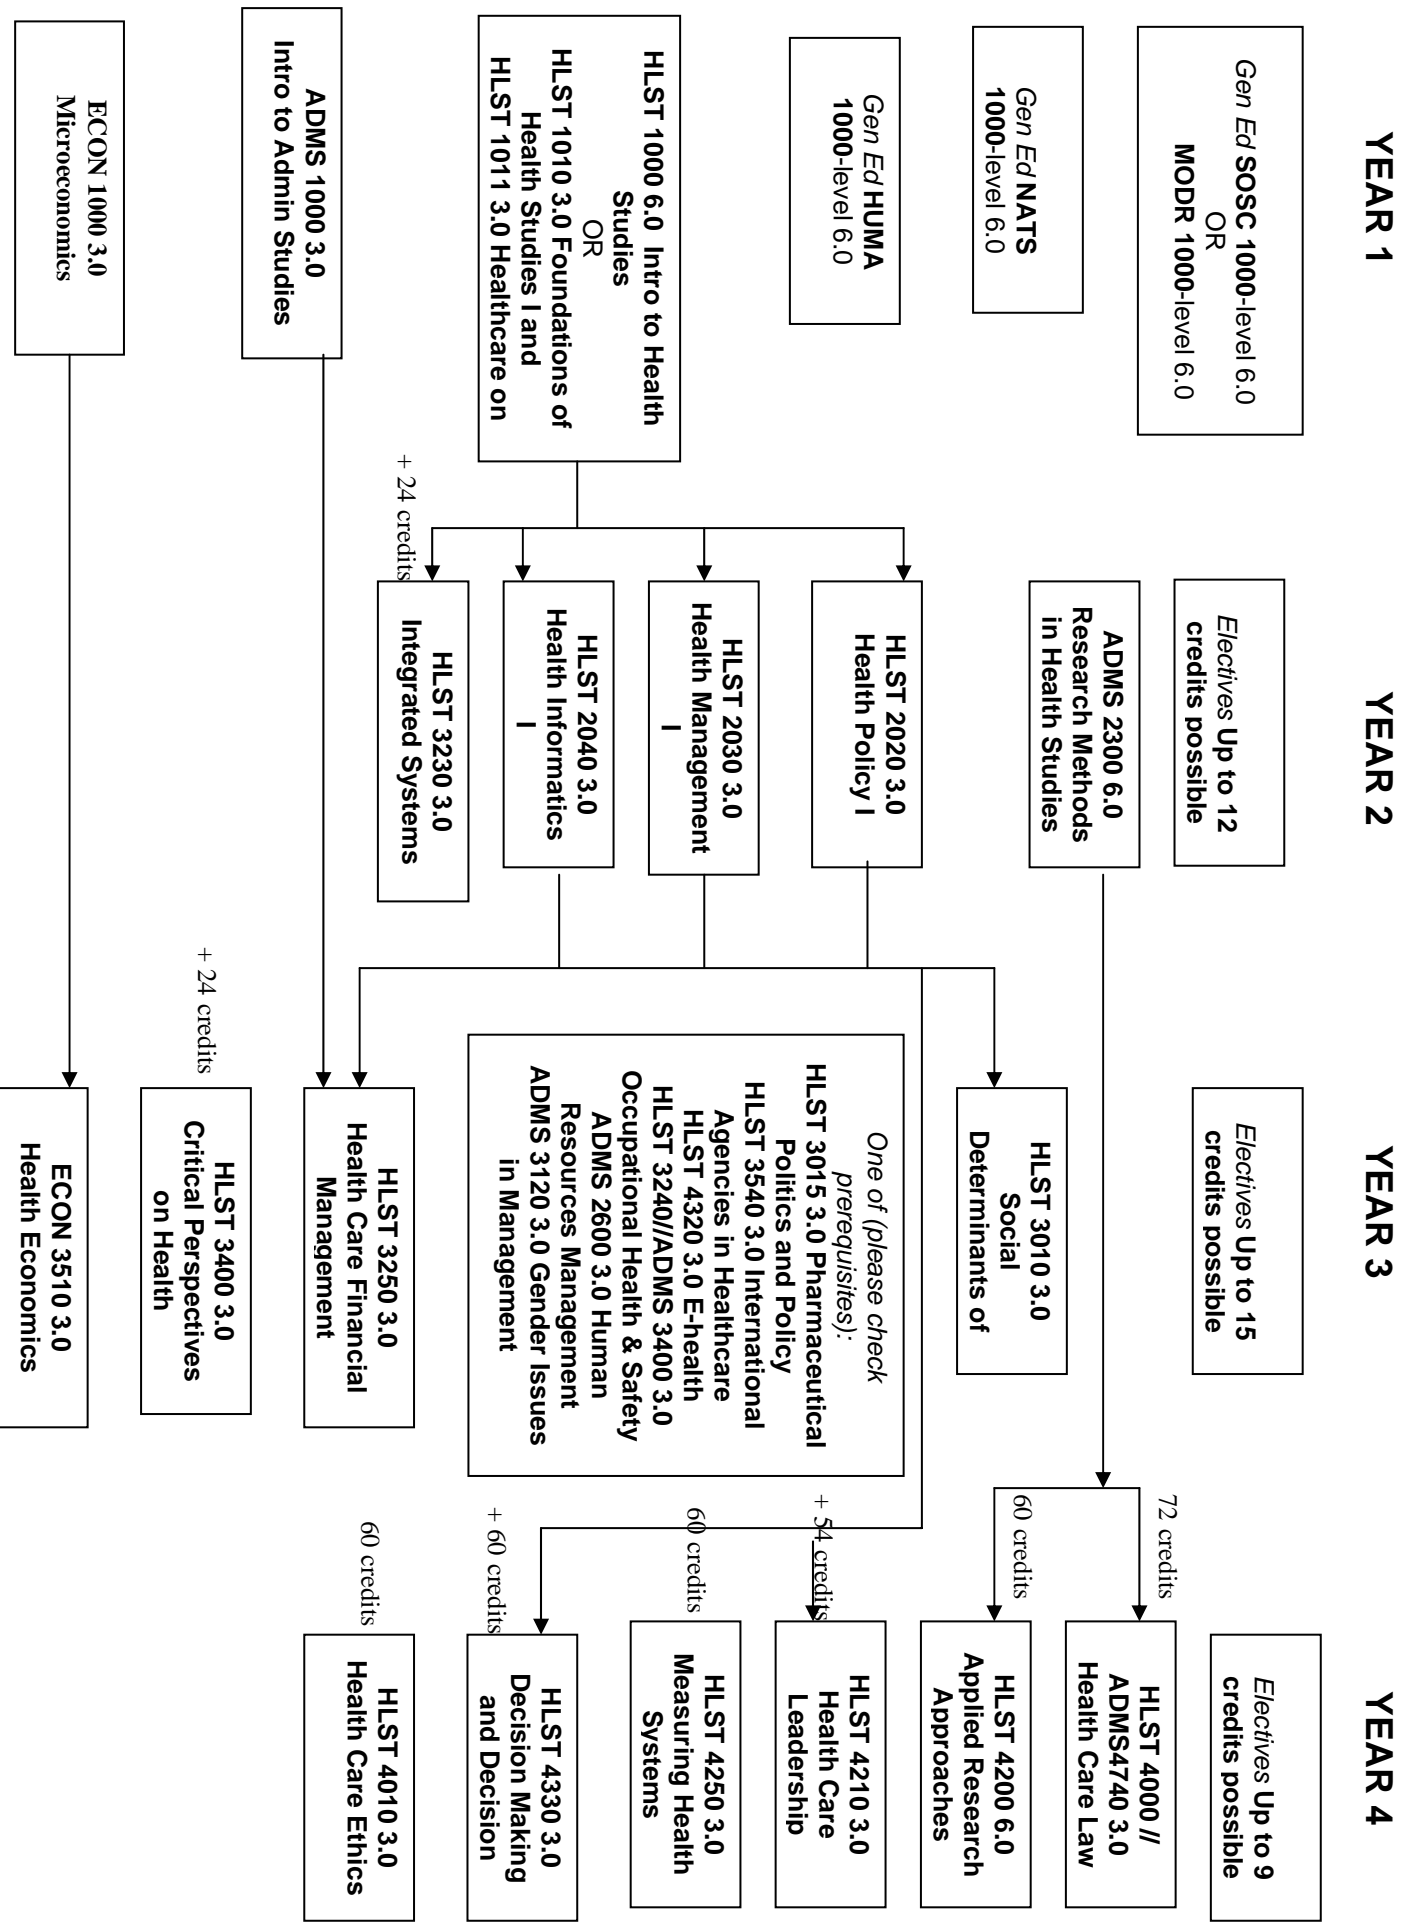 YEAR 1
Gen Ed SOSC 1000-level 6.0
OR
MODR 1000-level 6.0
Gen Ed NATS
1000-level 6.0
Gen Ed HUMA
1000-level 6.0
HLST 1000 6.0 Intro to Health
Studies
OR
HLST 1010 3.0 Foundations of
Health Studies I and
HLST 1011 3.0 Healthcare on
ADMS 1000 3.0
Intro to Admin Studies
ECON 1000 3.0
Microeconomics
YEAR 2
Electives Up to 12
credits possible
ADMS 2300 6.0
Research Methods
in Health Studies
HLST 2020 3.0
Health Policy I
HLST 2030 3.0
Health Management
I
HLST 2040 3.0
Health Informatics
I
+ 24 credits
HLST 3230 3.0
Integrated Systems
YEAR 3
Electives Up to 15
credits possible
HLST 3010 3.0
Social
Determinants of
One of (please check
prerequisites):
HLST 3015 3.0 Pharmaceutical
Politics and Policy
HLST 3540 3.0 International
Agencies in Healthcare
HLST 4320 3.0 E-health
HLST 3240//ADMS 3400 3.0
Occupational Health & Safety
ADMS 2600 3.0 Human
Resources Management
ADMS 3120 3.0 Gender Issues
in Management
HLST 3250 3.0
Health Care Financial
Management
+ 24 credits
HLST 3400 3.0
Critical Perspectives
on Health
ECON 3510 3.0
Health Economics
YEAR 4
Electives Up to 9
credits possible
72 credits
HLST 4000 //
ADMS4740 3.0
Health Care Law
60 credits
HLST 4200 6.0
Applied Research
Approaches
+ 54 credits
HLST 4210 3.0
Health Care
Leadership
60 credits
HLST 4250 3.0
Measuring Health
Systems
+ 60 credits
HLST 4330 3.0
Decision Making
and Decision
60 credits
HLST 4010 3.0
Health Care Ethics